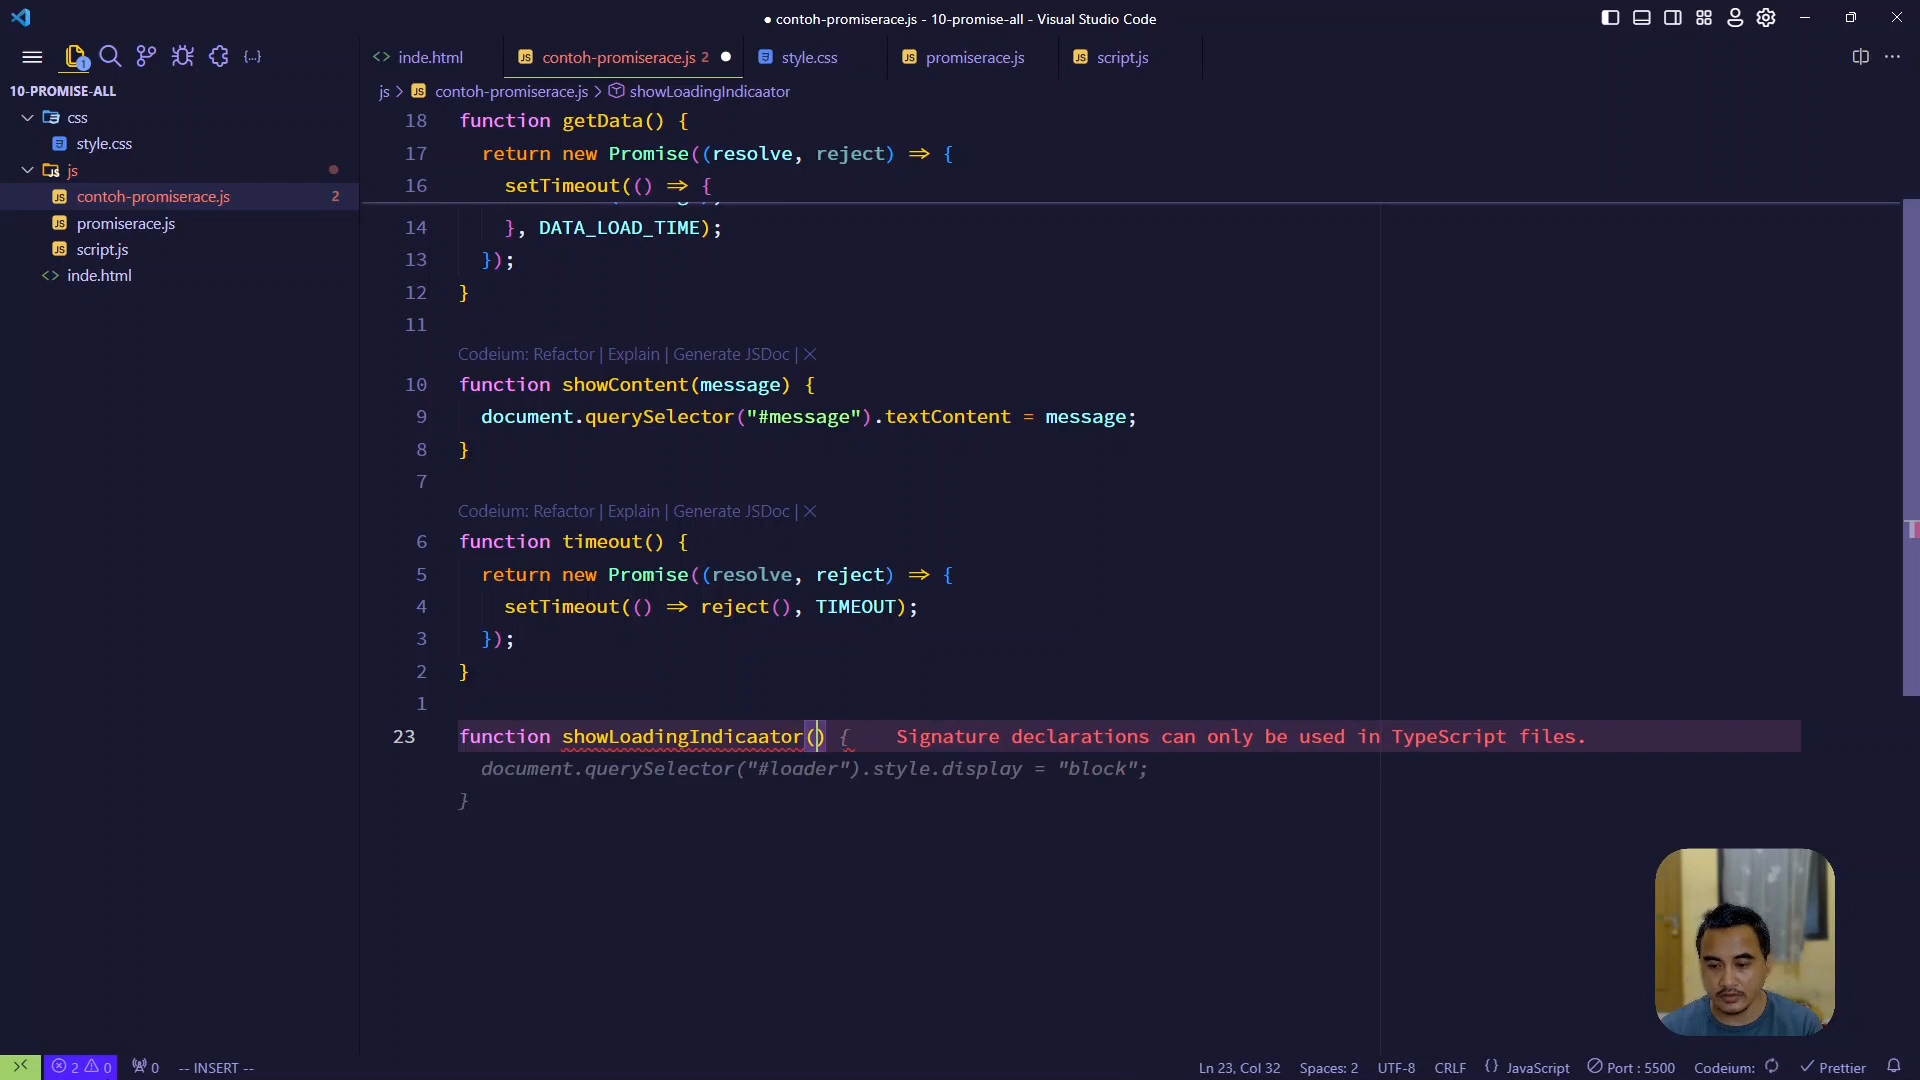 ● contoh-promiserace.js - 10-promise-all - Visual Studio Code
1
{..}
inde.html
contoh-promiserace.js 2
style.css
promiserace.js
script.js
10-PROMISE-ALL
css
style.css
js
contoh-promiserace.js 2
promiserace.js
script.js
inde.html
js > contoh-promiserace.js > showLoadingIndicaator
18 function getData() {
17 return new Promise((resolve, reject) => {
16 setTimeout(() => {
14 }, DATA_LOAD_TIME);
13 });
12 }
11
Codeium: Refactor | Explain | Generate JSDoc | ×
10 function showContent(message) {
9 document.querySelector("#message").textContent = message;
8 }
7
Codeium: Refactor | Explain | Generate JSDoc | ×
6 function timeout() {
5 return new Promise((resolve, reject) => {
4 setTimeout(() => reject(), TIMEOUT);
3 });
2 }
1
23 function showLoadingIndicaator() { Signature declarations can only be used in TypeScript files.
document.querySelector("#loader").style.display = "block";
}
2 0 0 -- INSERT -- Ln 23, Col 32 Spaces: 2 UTF-8 CRLF {} JavaScript Port : 5500 Codeium: Prettier